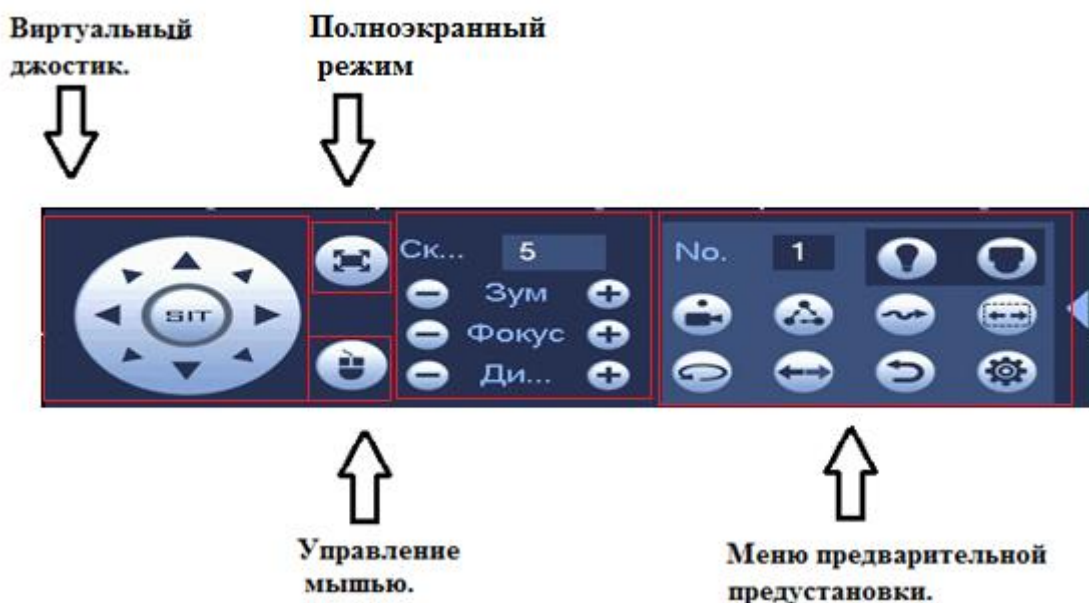 Виртуальный
джостик.
Полноэкранный
режим
SIT
Ск... 5
Зум
Фокус
Ди...
No. 1
Управление
мышью.
Меню предварительной
предустановки.